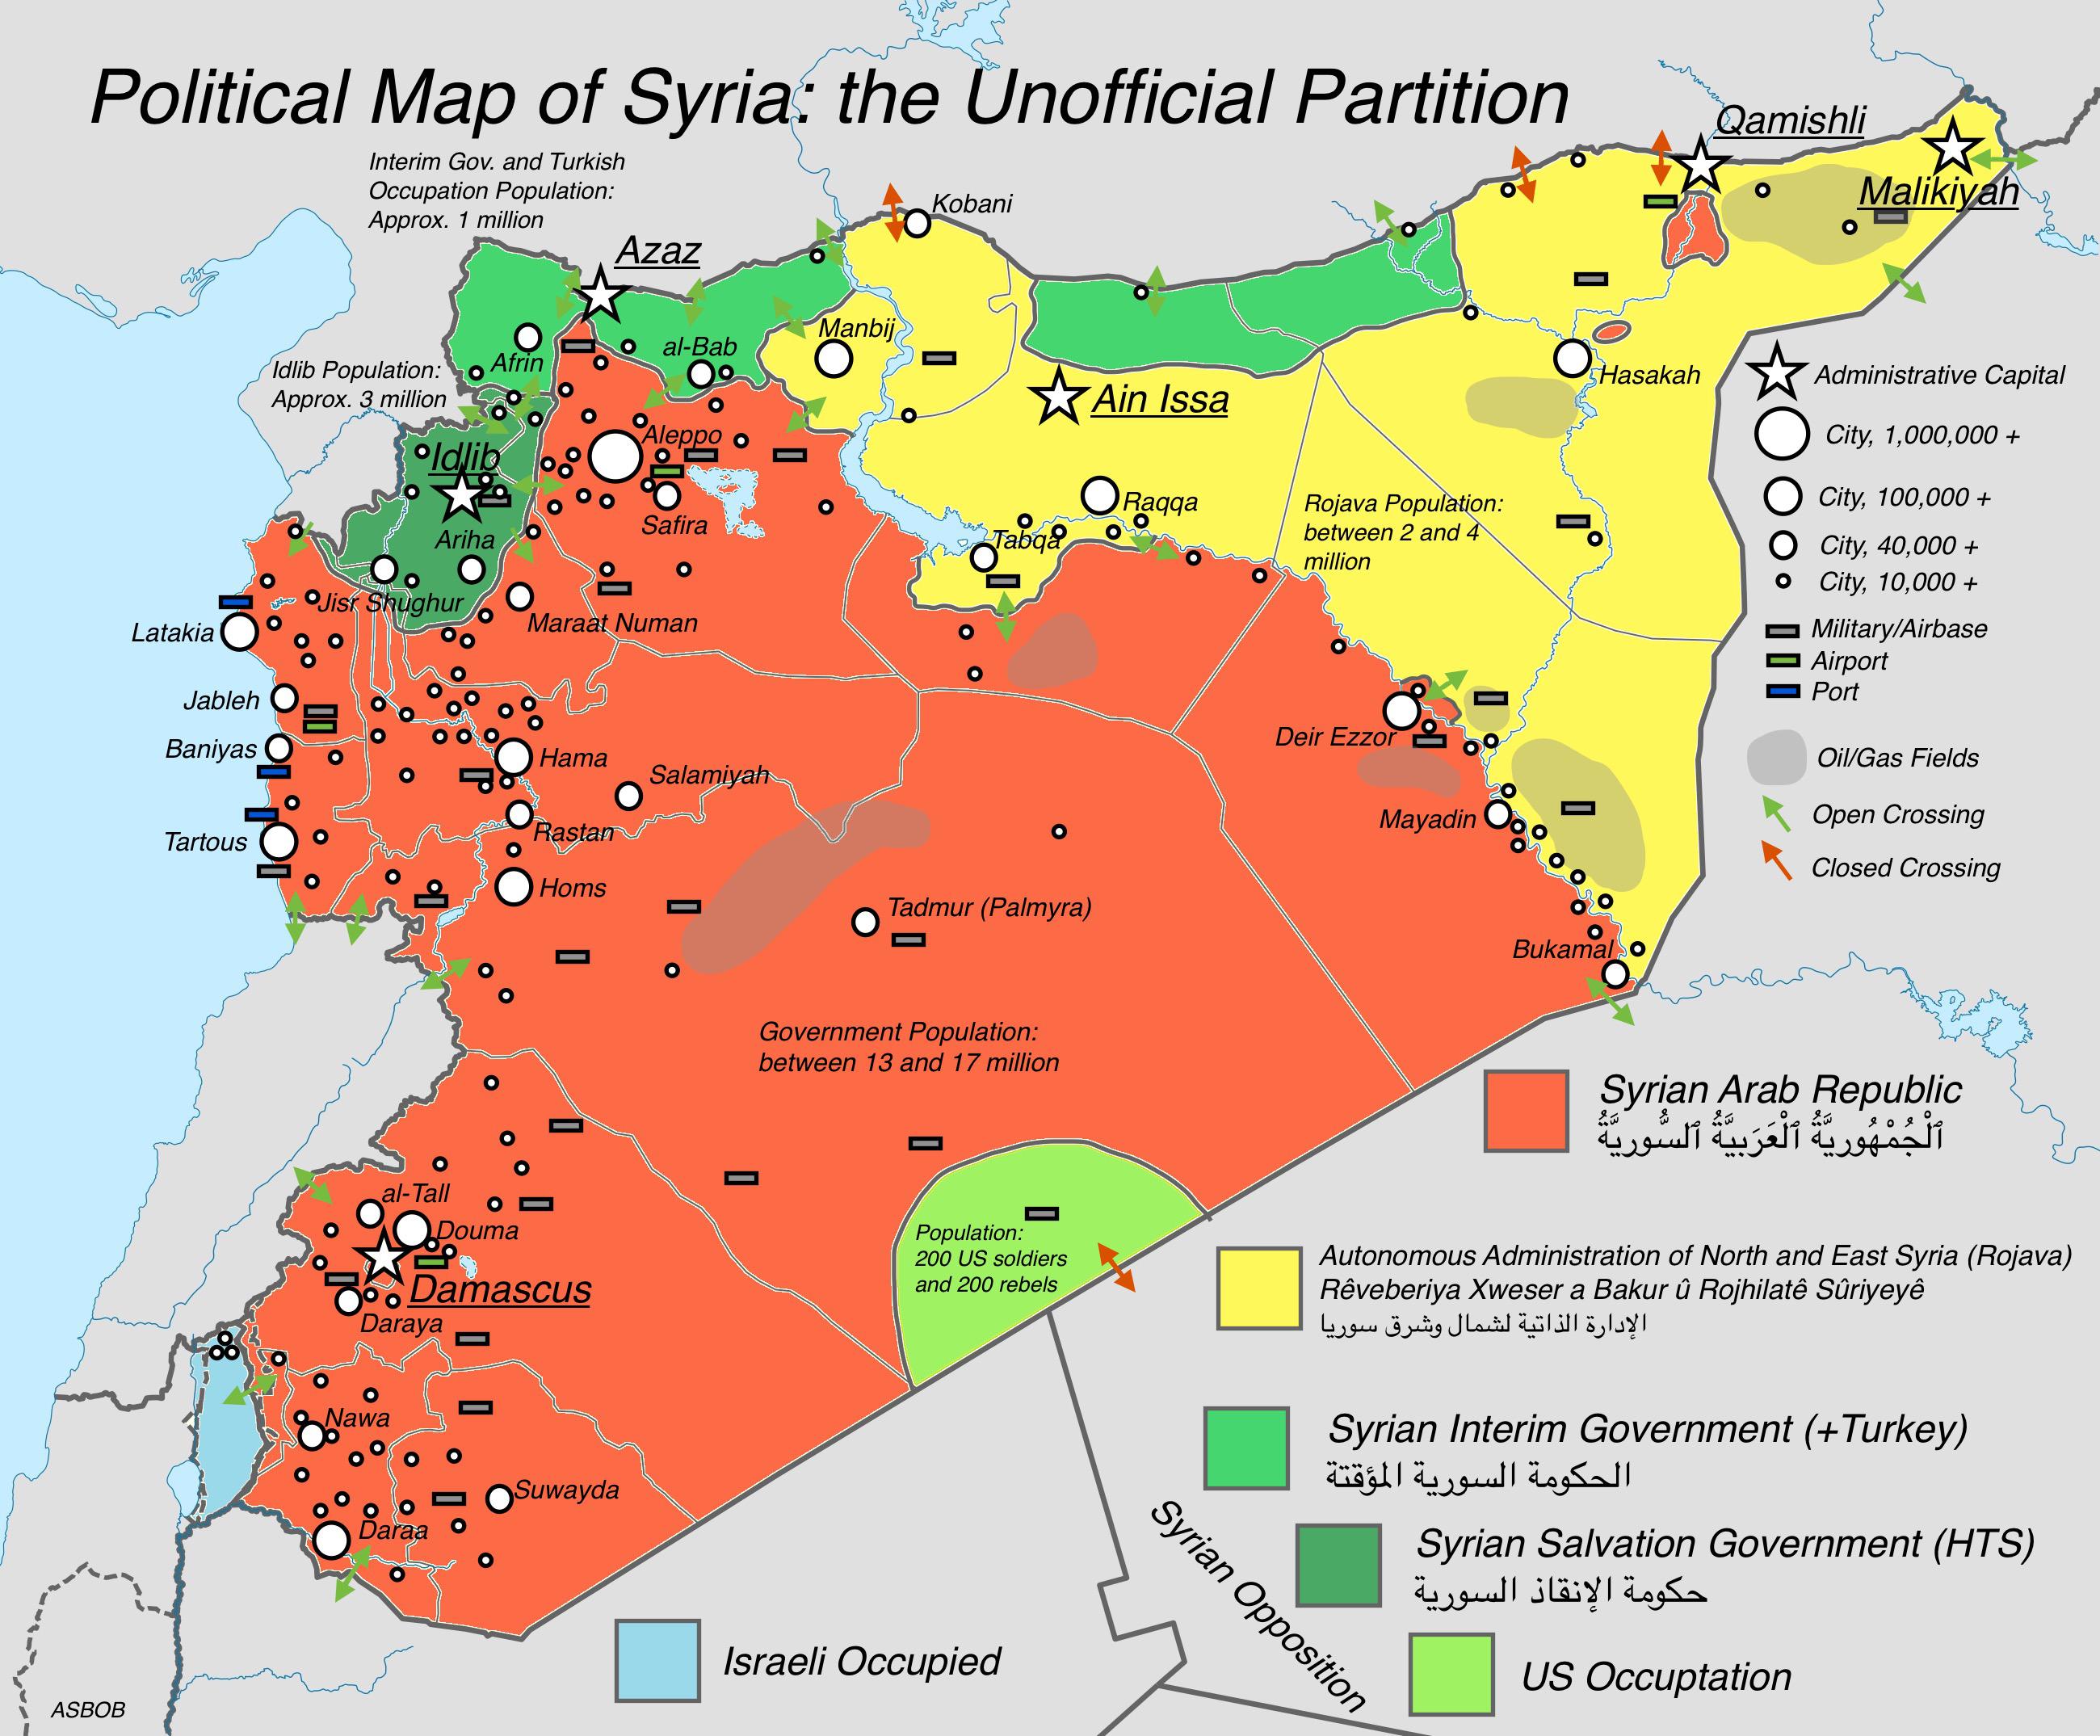 Political Map of Syria: the Unofficial Partition
Interim Gov. and Turkish
Occupation Population:
Approx. 1 million
Qamishli
Malikiyah
Kobani
Azaz
Afrin
al-Bab
Manbij
Idlib Population:
Approx. 3 million
Ain Issa
Hasakah
Idlib
Aleppo
Safira
Ariha
Jisr Shughur
Maraat Numan
Raqqa
Tabqa
Rojava Population:
between 2 and 4
million
Latakia
Jableh
Baniyas
Tartous
Hama
Salamiyah
Rastan
Homs
Tadmur (Palmyra)
Deir Ezzor
Mayadin
Bukamal
Government Population:
between 13 and 17 million
al-Tall
Douma
Damascus
Daraya
Nawa
Suwayda
Daraa
Population:
200 US soldiers
and 200 rebels
Administrative Capital
City, 1,000,000 +
City, 100,000 +
City, 40,000 +
City, 10,000 +
Military/Airbase
Airport
Port
Oil/Gas Fields
Open Crossing
Closed Crossing
Syrian Arab Republic
ٱلْجُمْهُورِيَّةُ ٱلْعَرَبِيَّةُ ٱلسُّورِيَّةُ
Autonomous Administration of North and East Syria (Rojava)
Rêveberiya Xweser a Bakur û Rojhilatê Sûriyeyê
الإدارة الذاتية لشمال وشرق سوريا
Syrian Interim Government (+Turkey)
الحكومة السورية المؤقتة
Syrian Opposition
Syrian Salvation Government (HTS)
حكومة الإنقاذ السورية
US Occuptation
Israeli Occupied
ASBOB